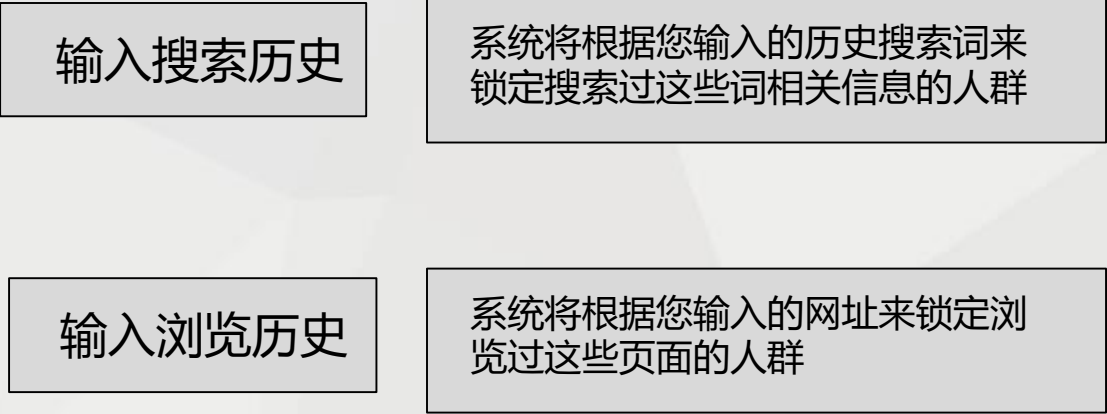 输入搜索历史
系统将根据您输入的历史搜索词来
锁定搜索过这些词相关信息的人群
输入浏览历史
系统将根据您输入的网址来锁定浏
览过这些页面的人群